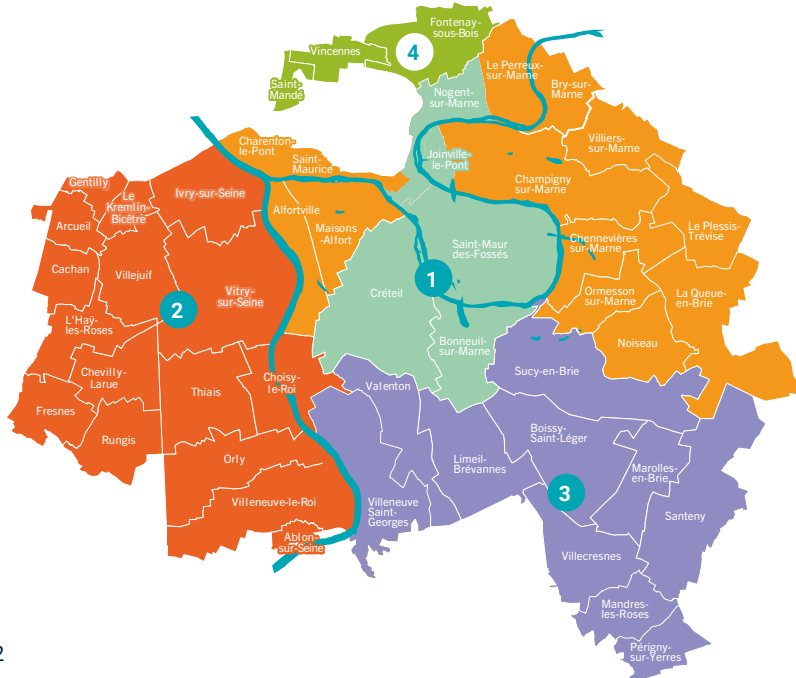 Fontenay
-sous-Bois
Vincennes
4
Saint-
Mandé
Le Perreux-
sur-Marne
Bry-sur-
Marne
Nogent-
sur-Marne
Villiers-
sur-Marne
Charenton-
le-Pont
Saint-
Maurice
Joinville-
le-Pont
Champigny
sur-Marne
Gentilly
Le
Kremlin-
Bicêtre
Ivry-sur-Seine
Arcueil
Alfortville
Maisons
-Alfort
Saint-Maur
des-Fossés
Chennevières
sur-Marne
Le Plessis-
Trévise
Cachan
Villejuif
Vitry-
sur-Seine
Créteil
1
Ormesson
sur-Marne
La Queue-
en-Brie
2
L'Haÿ-
les-Roses
Bonneuil-
sur-Marne
Noiseau
Chevilly-
Larue
Thiais
Choisy-
le-Roi
Valenton
Sucy-en-Brie
Fresnes
Rungis
Boissy-
Saint-Léger
Orly
Limeil-
Brévannes
Marolles-
en-Brie
3
Villeneuve-le-Roi
Villeneuve
Saint-
Georges
Santeny
Ablon-
sur-Seine
Villecresnes
Mandres-
les-Roses
Périgny-
sur-Yerres
2